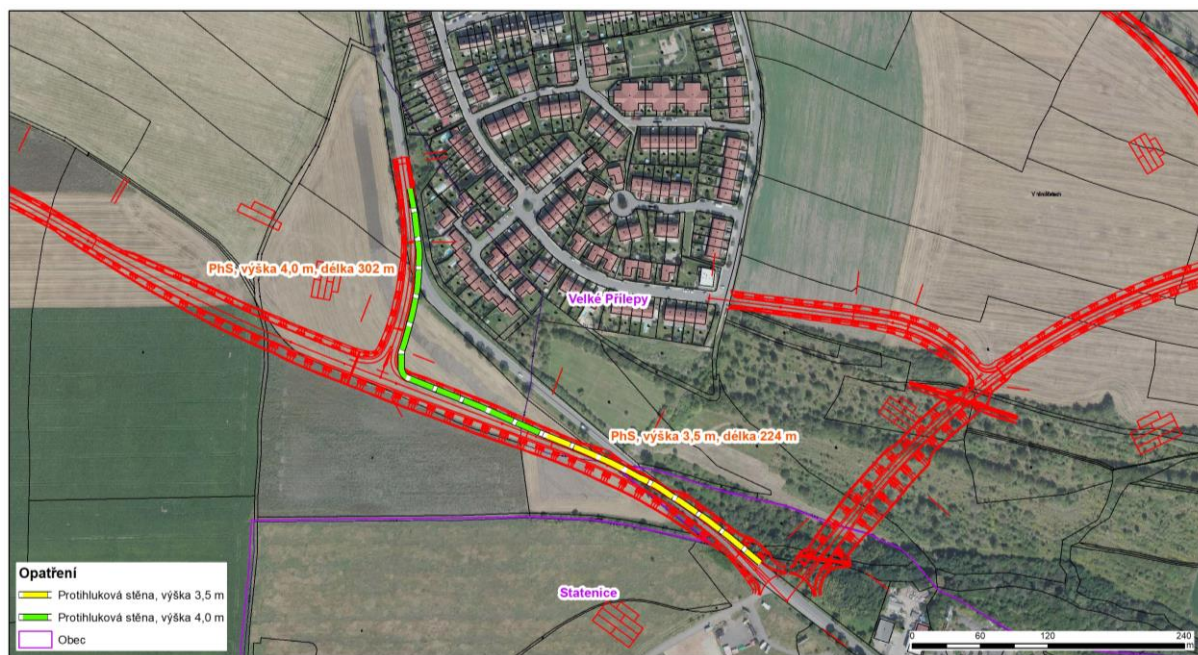 PhS, výška 4,0 m, délka 302 m
Velké Přílepy
PhS, výška 3,5 m, délka 224 m
Statenice
Opatření
Protihluková stěna, výška 3,5 m
Protihluková stěna, výška 4,0 m
Obec
0 60 120 240
m